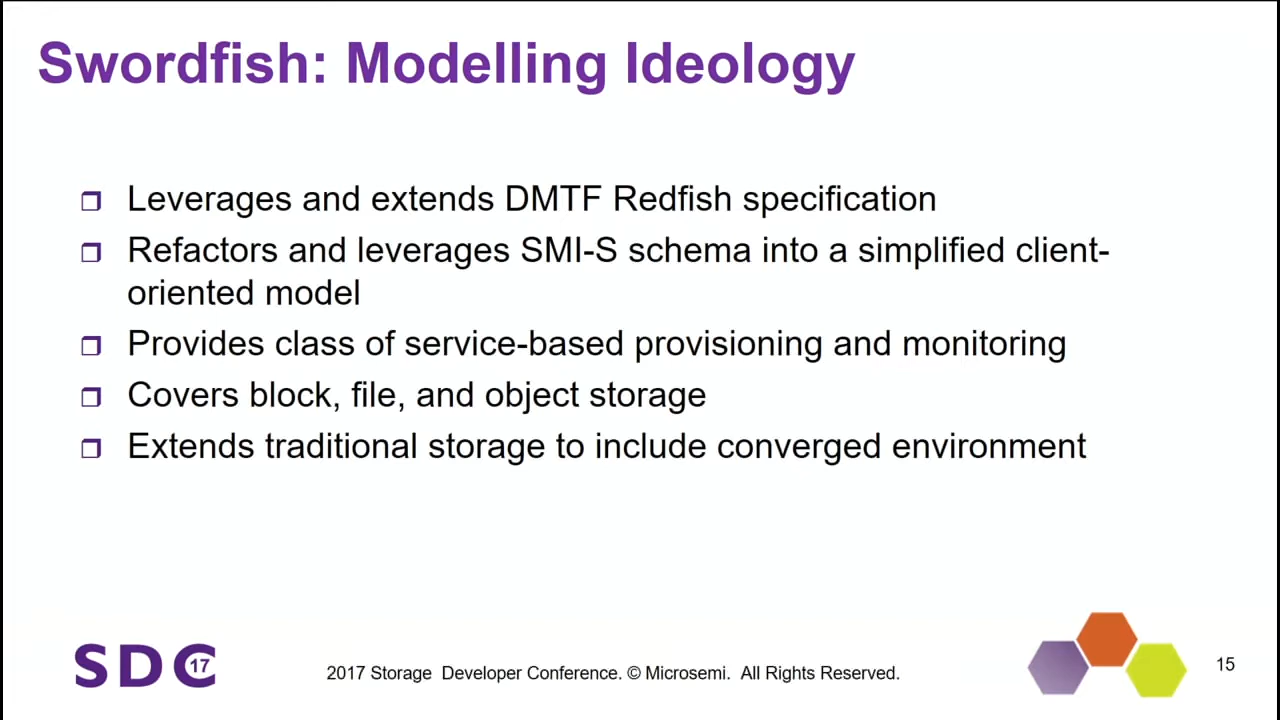 Swordfish: Modelling Ideology
Leverages and extends DMTF Redfish specification
Refactors and leverages SMI-S schema into a simplified client-
oriented model
Provides class of service-based provisioning and monitoring
Covers block, file, and object storage
Extends traditional storage to include converged environment
SDC 17
2017 Storage Developer Conference. © Microsemi. All Rights Reserved.
15